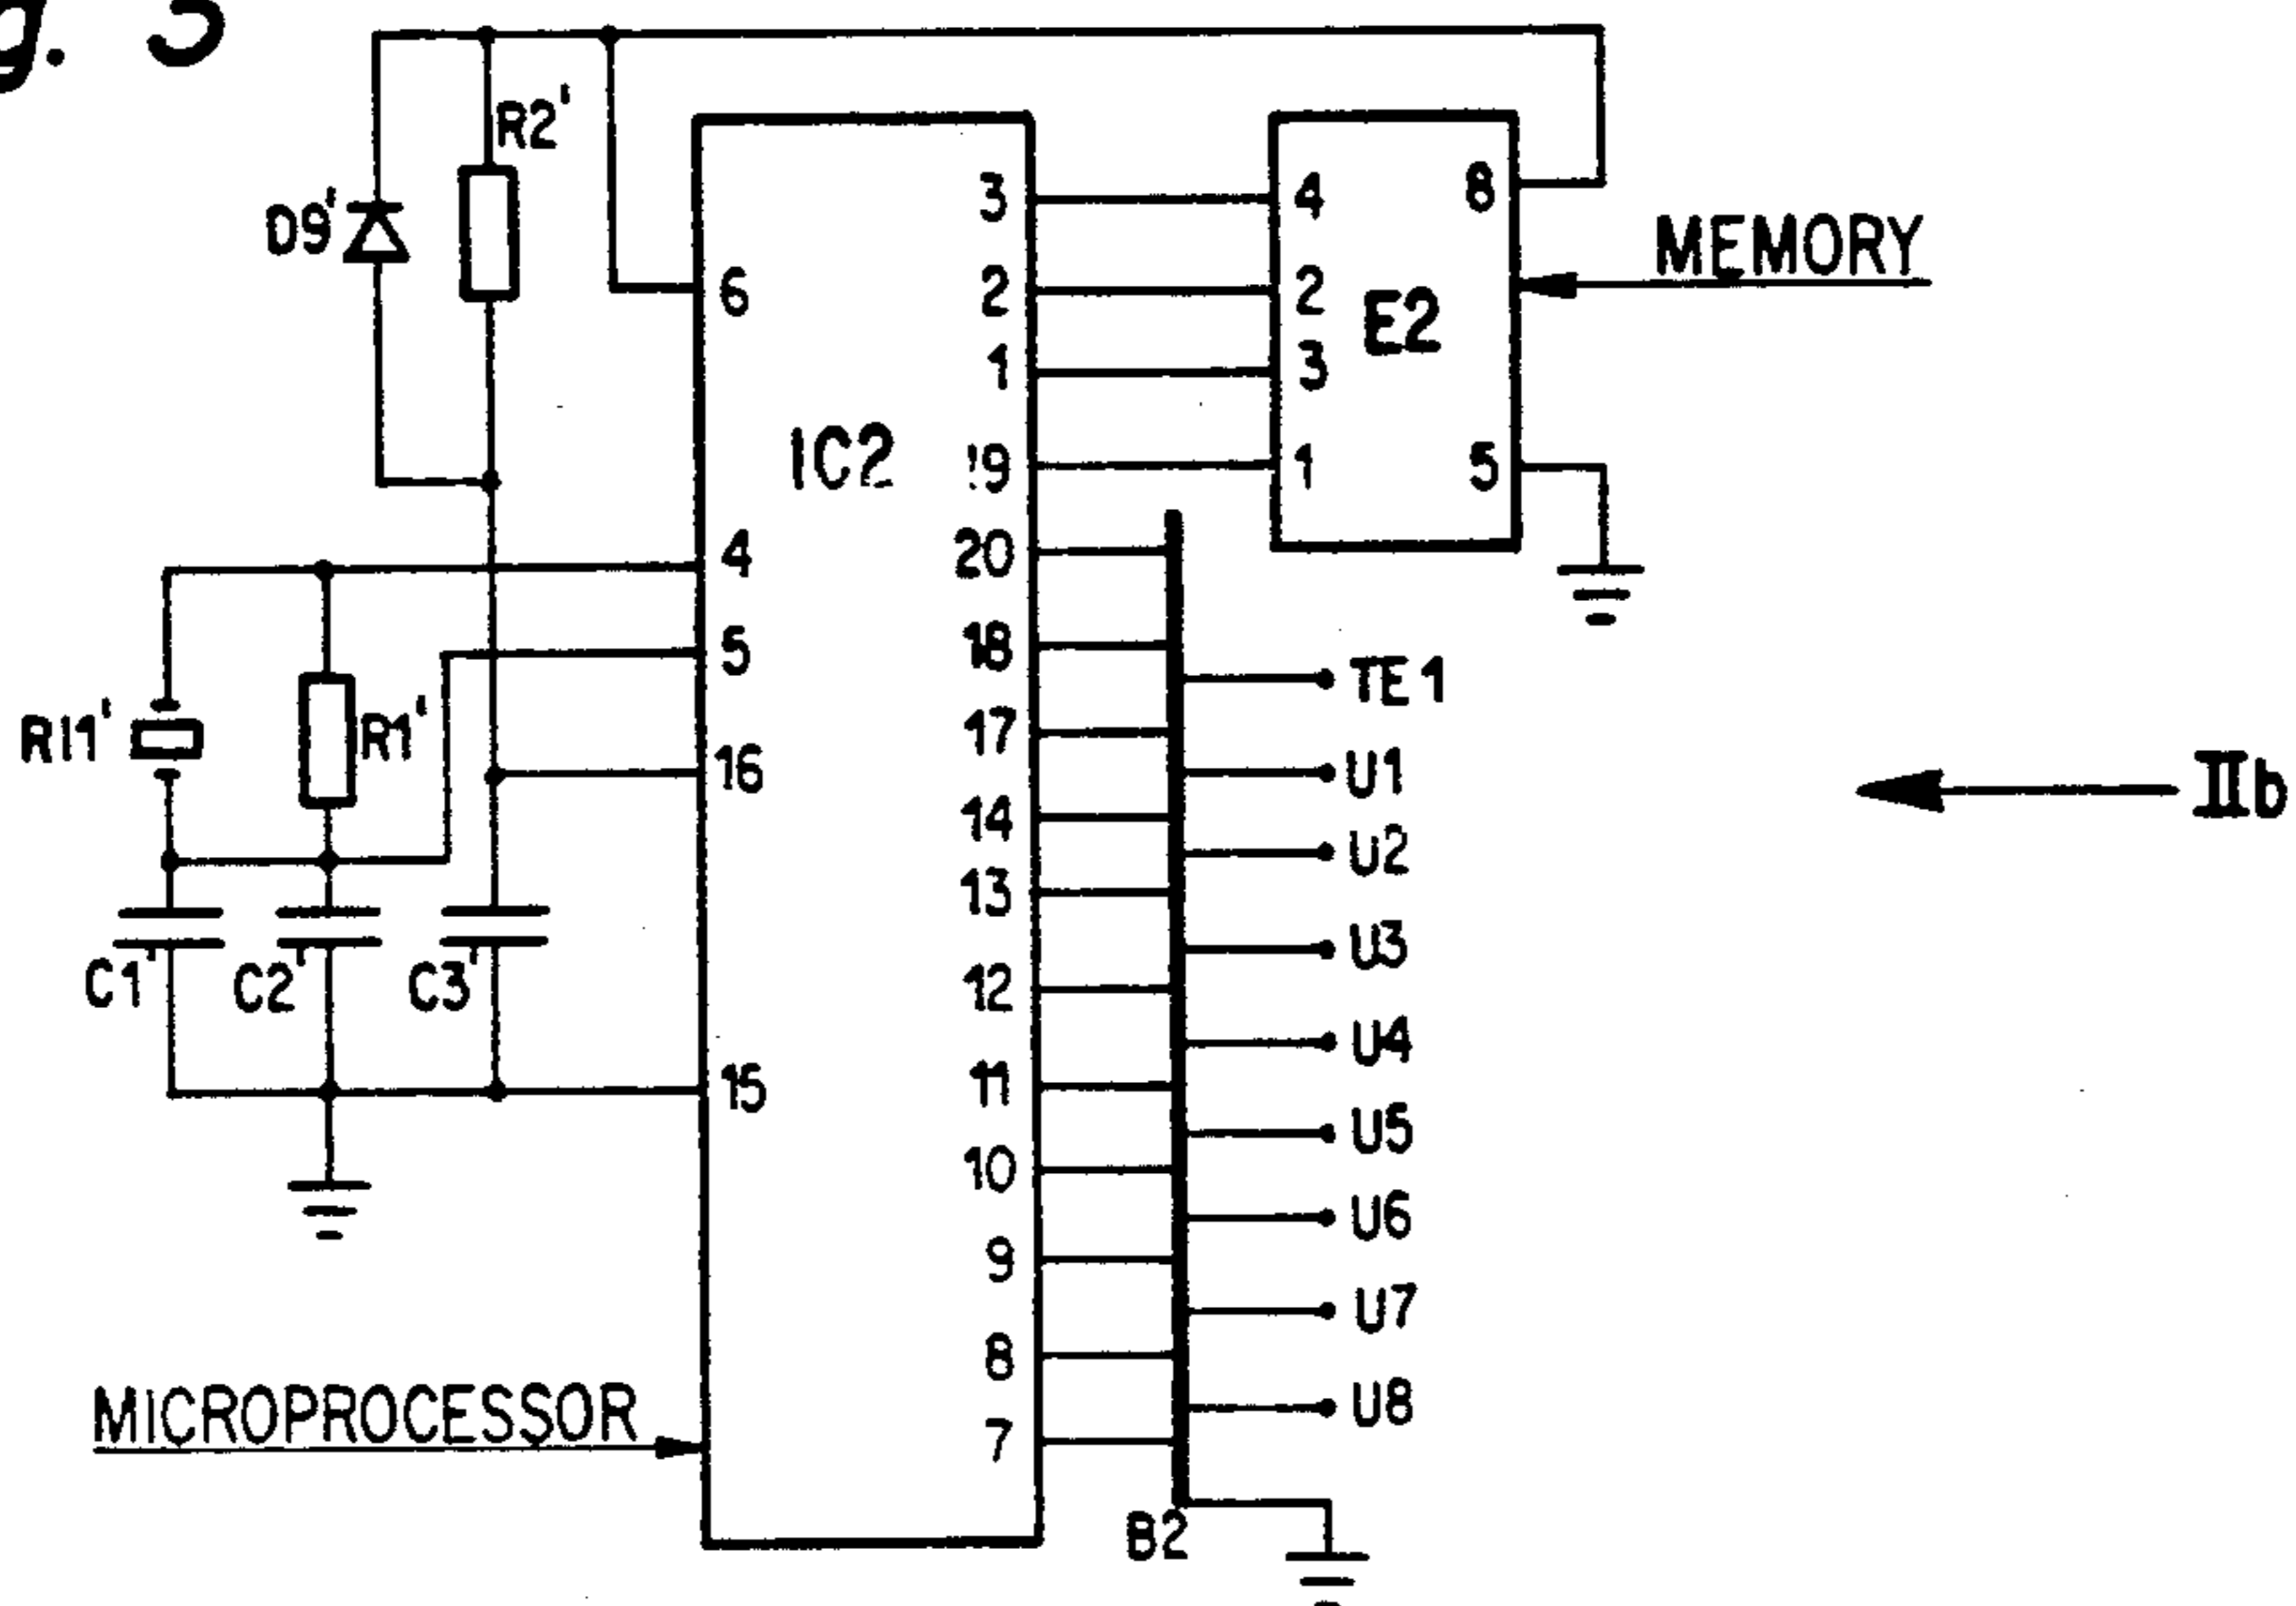 g. 5
R2'
D9'
6
IC2
3
2
1
19
4
2
3
1
E2
8
5
MEMORY
4
5
16
15
20
18
17
14
13
12
11
10
9
8
7
R11'
R1'
C1'
C2'
C3'
TE1
U1
U2
U3
U4
U5
U6
U7
U8
IIb
MICROPROCESSOR
B2